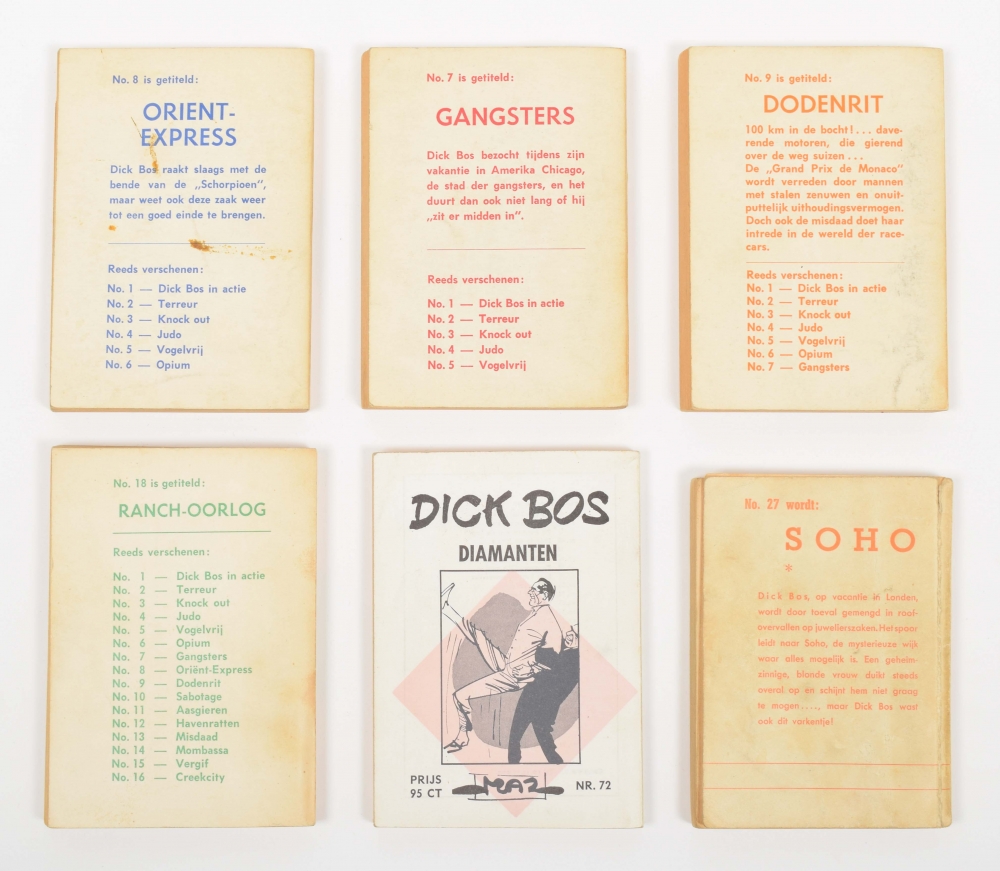 No. 8 is getiteld:
ORIENT-
EXPRESS
Dick Bos raakt slaags met de
bende van de „Schorpioen",
maar weet ook deze zaak weer
tot een goed einde te brengen.
Reeds verschenen:
No. 1 — Dick Bos in actie
No. 2 — Terreur
No. 3 — Knock out
No. 4 — Judo
No. 5 — Vogelvrij
No. 6 — Opium
No. 7 is getiteld:
GANGSTERS
Dick Bos bezocht tijdens zijn
vakantie in Amerika Chicago,
de stad der gangsters, en het
duurt dan ook niet lang of hij
„zit er midden in".
Reeds verschenen:
No. 1 — Dick Bos in actie
No. 2 — Terreur
No. 3 — Knock out
No. 4 — Judo
No. 5 — Vogelvrij
No. 9 is getiteld:
DODENRIT
100 km in de bocht!... dave-
rende motoren, die gierend
over de weg suizen...
De „Grand Prix de Monaco"
wordt verreden door mannen
met stalen zenuwen en onuit-
puttelijk uithoudingsvermogen.
Doch ook de misdaad doet haar
intrede in de wereld der race-
cars.
Reeds verschenen:
No. 1 — Dick Bos in actie
No. 2 — Terreur
No. 3 — Knock out
No. 4 — Judo
No. 5 — Vogelvrij
No. 6 — Opium
No. 7 — Gangsters
No. 18 is getiteld:
RANCH-OORLOG
Reeds verschenen:
No. 1 — Dick Bos in actie
No. 2 — Terreur
No. 3 — Knock out
No. 4 — Judo
No. 5 — Vogelvrij
No. 6 — Opium
No. 7 — Gangsters
No. 8 — Oriënt-Express
No. 9 — Dodenrit
No. 10 — Sabotage
No. 11 — Aasgieren
No. 12 — Havenratten
No. 13 — Misdaad
No. 14 — Mombassa
No. 15 — Vergif
No. 16 — Creekcity
DICK BOS
DIAMANTEN
PRIJS
95 CT
MAZ
NR. 72
No. 27 wordt:
SOHO
*
Dick Bos, op vacantie in Londen,
wordt door toeval gemengd in roof-
overvallen op juwelierszaken. Het spoor
leidt naar Soho, de mysterieuze wijk
waar alles mogelijk is. Een geheim-
zinnige, blonde vrouw duikt steeds
overal op en schijnt hem niet graag
te mogen...., maar Dick Bos wast
ook dit varkentje!